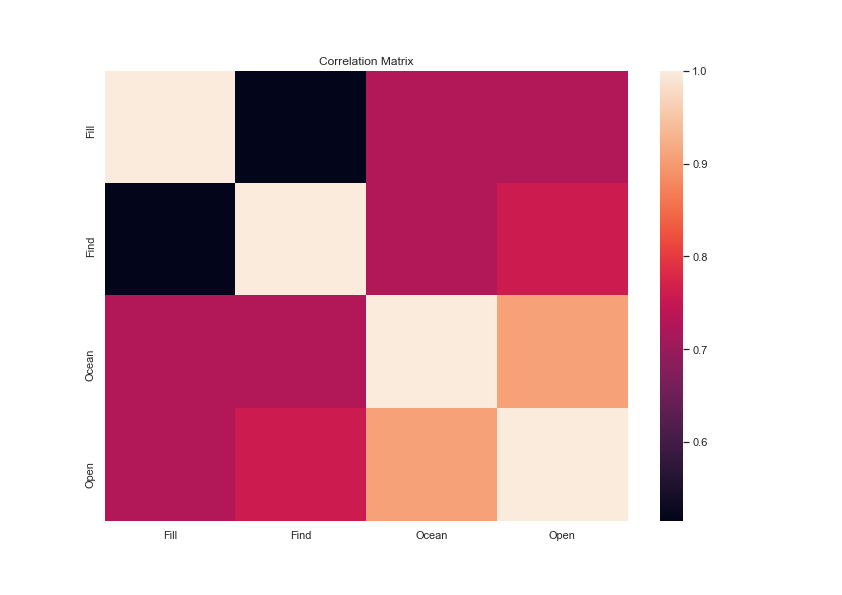 Correlation Matrix
Fill
Find
Ocean
Open
Fill Find Ocean Open
1.0
0.9
0.8
0.7
0.6